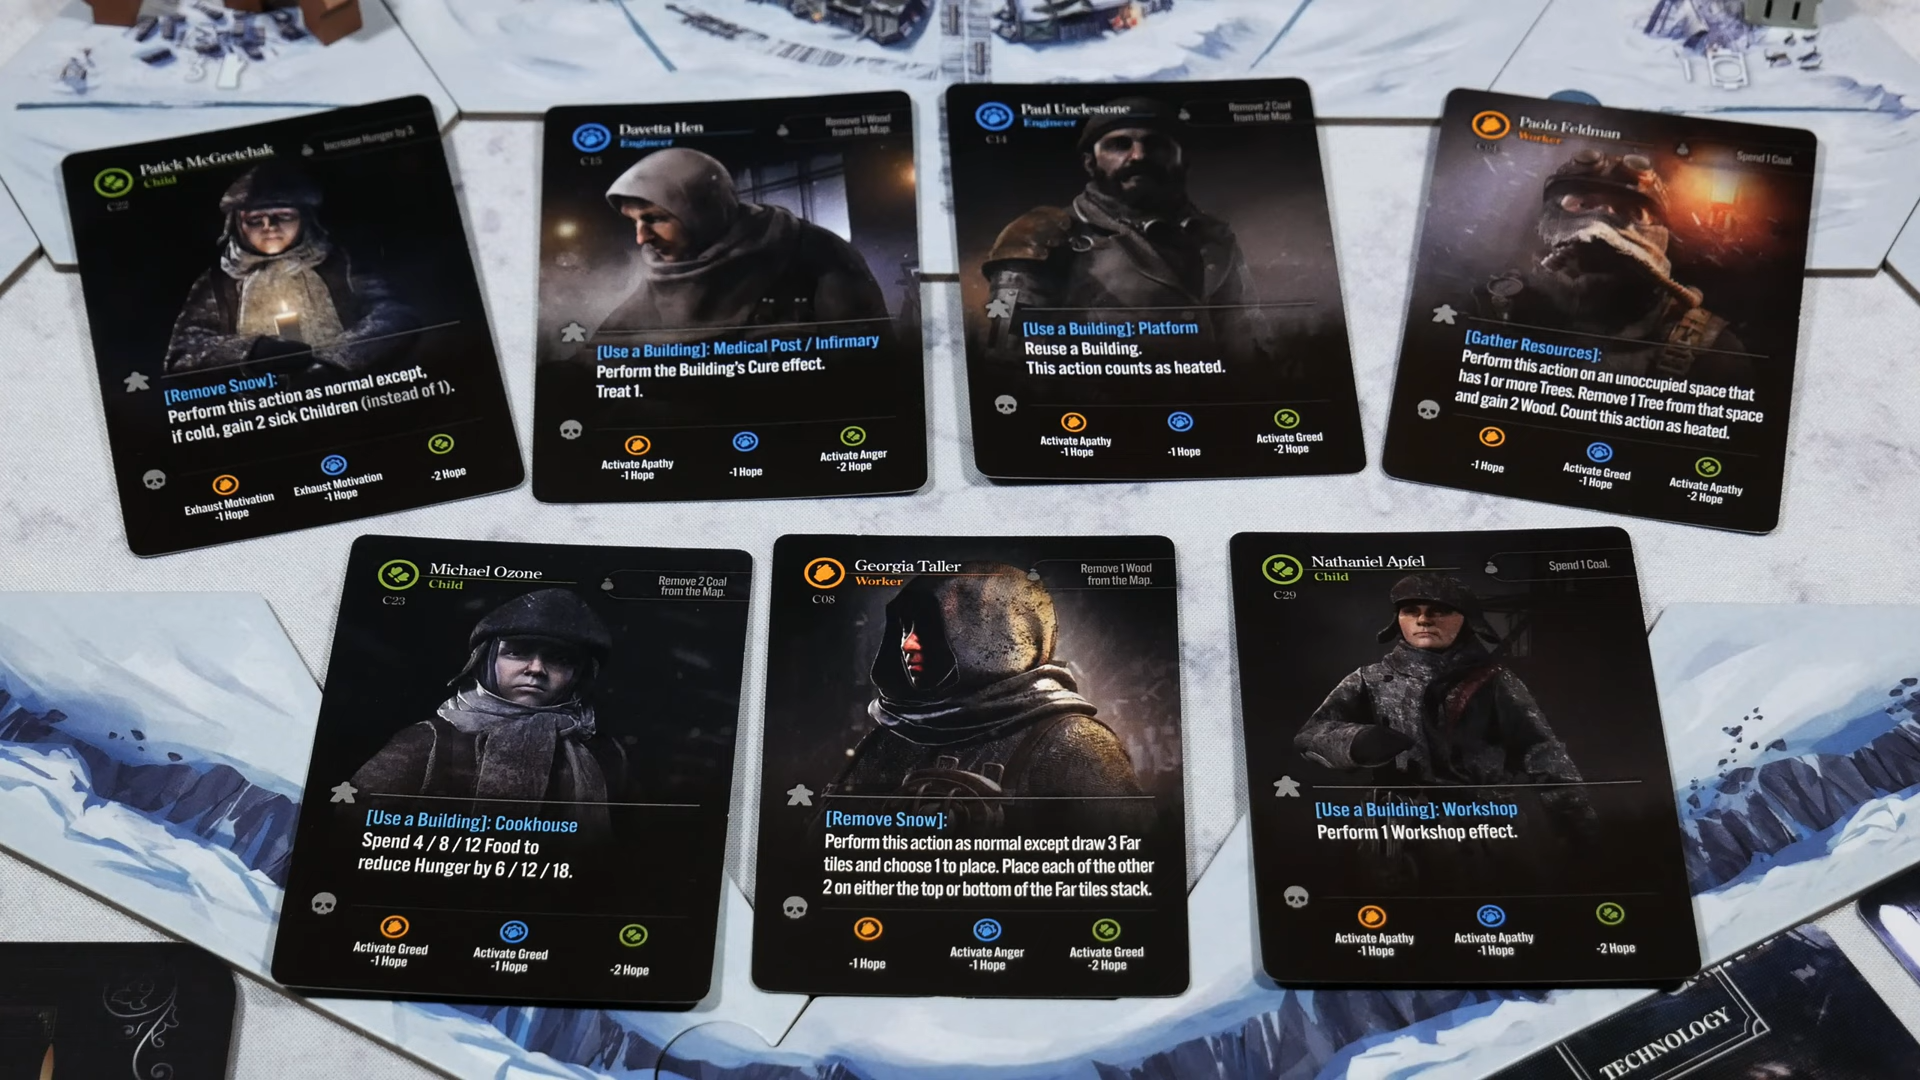 Patick McGretchak
Child
C22
Increase Hunger by 3.
[Remove Snow]:
Perform this action as normal except,
if cold, gain 2 sick Children (instead of 1).
Exhaust Motivation
-1 Hope
Exhaust Motivation
-1 Hope
-2 Hope
Davetta Hen
Engineer
C15
Remove 1 Wood
from the Map.
[Use a Building]: Medical Post / Infirmary
Perform the Building's Cure effect.
Treat 1.
Activate Apathy
-1 Hope
-1 Hope
Activate Anger
-2 Hope
Paul Unclestone
Engineer
C14
Remove 2 Coal
from the Map.
[Use a Building]: Platform
Reuse a Building.
This action counts as heated.
Activate Apathy
-1 Hope
-1 Hope
Activate Greed
-2 Hope
Paolo Feldman
Worker
Spend 1 Coal.
[Gather Resources]:
Perform this action on an unoccupied space that
has 1 or more Trees. Remove 1 Tree from that space
and gain 2 Wood. Count this action as heated.
-1 Hope
Activate Greed
-1 Hope
Activate Apathy
-2 Hope
Michael Ozone
Child
C23
Remove 2 Coal
from the Map.
[Use a Building]: Cookhouse
Spend 4 / 8 / 12 Food to
reduce Hunger by 6 / 12 / 18.
Activate Greed
-1 Hope
Activate Greed
-1 Hope
-2 Hope
Georgia Taller
Worker
C08
Remove 1 Wood
from the Map.
[Remove Snow]:
Perform this action as normal except draw 3 Far
tiles and choose 1 to place. Place each of the other
2 on either the top or bottom of the Far tiles stack.
-1 Hope
Activate Anger
-1 Hope
Activate Greed
-2 Hope
Nathaniel Apfel
Child
C29
Spend 1 Coal.
[Use a Building]: Workshop
Perform 1 Workshop effect.
Activate Apathy
-1 Hope
Activate Apathy
-1 Hope
-2 Hope
TECHNOLOGY